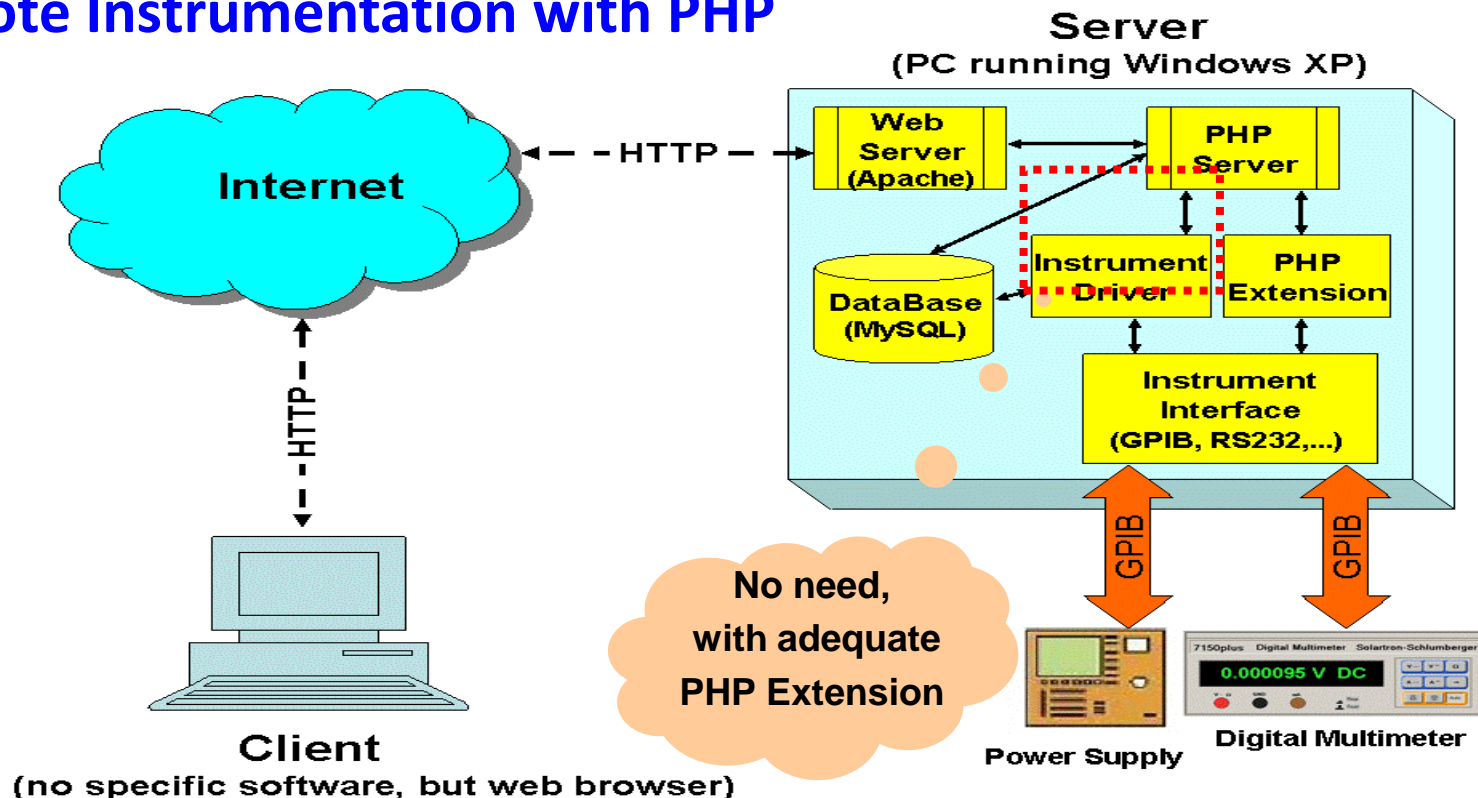 ote Instrumentation with PHP
Server
(PC running Windows XP)
Internet
HTTP
Web
Server
(Apache)
PHP
Server
DataBase
(MySQL)
Instrument
Driver
PHP
Extension
Instrument
Interface
(GPIB, RS232,...)
HTTP
GPIB
GPIB
No need,
with adequate
PHP Extension
7150plus Digital Multimeter Solartron-Schlumberger
0.000095 V DC
Power Supply
Digital Multimeter
Client
(no specific software, but web browser)